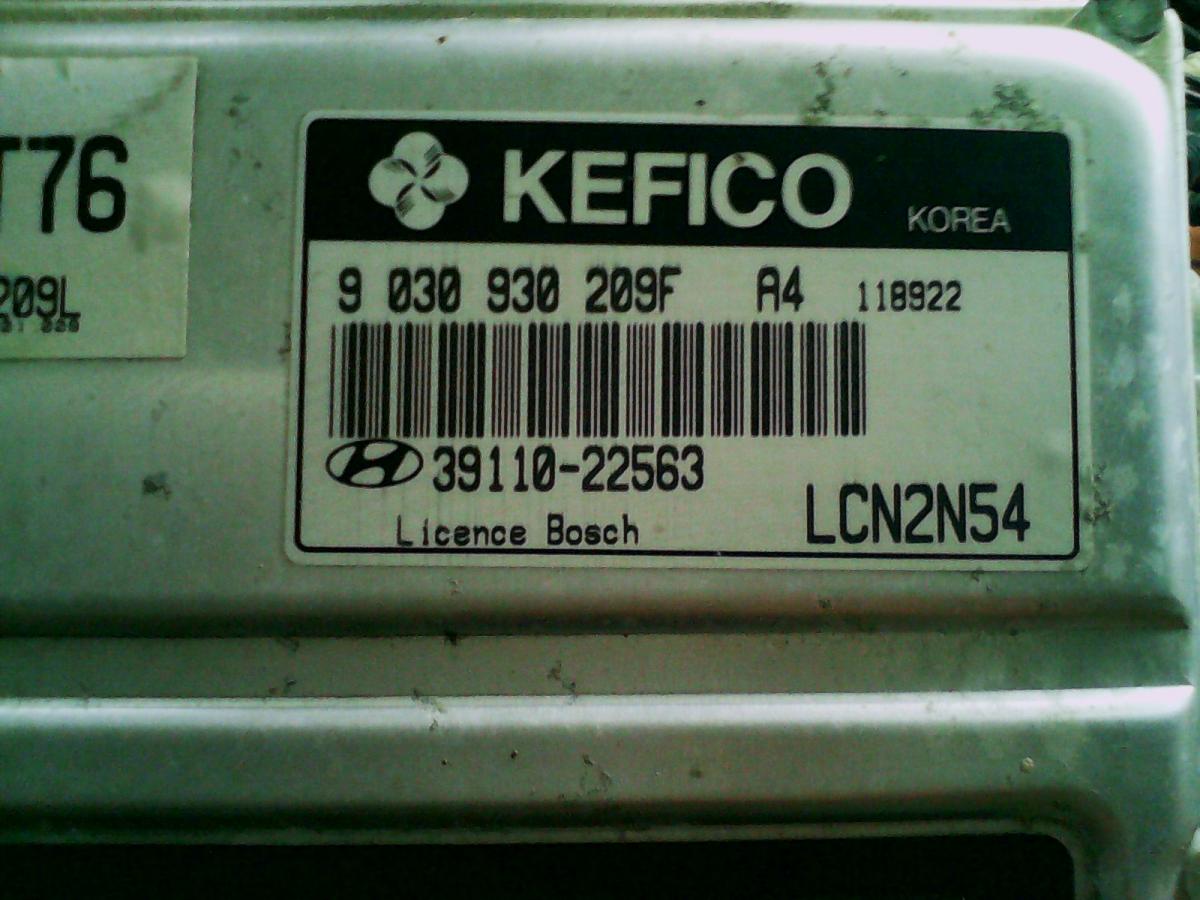 T76
209L
KEFICO KOREA
9 030 930 209F A4 118922
39110-22563
Licence Bosch
LCN2N54